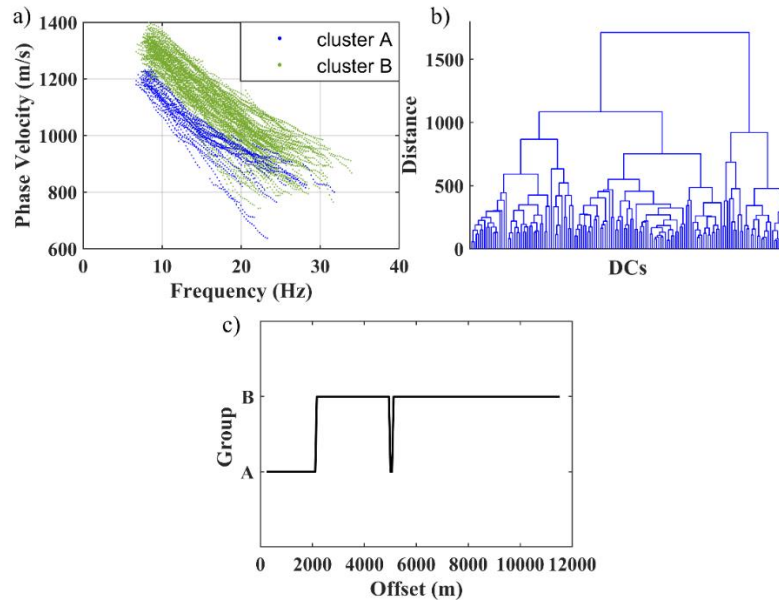 a)
1400
1200
1000
800
600
Phase Velocity (m/s)
cluster A
cluster B
0 10 20 30 40
Frequency (Hz)
b)
1500
1000
500
0
Distance
DCs
c)
B
A
Group
0 2000 4000 6000 8000 10000 12000
Offset (m)